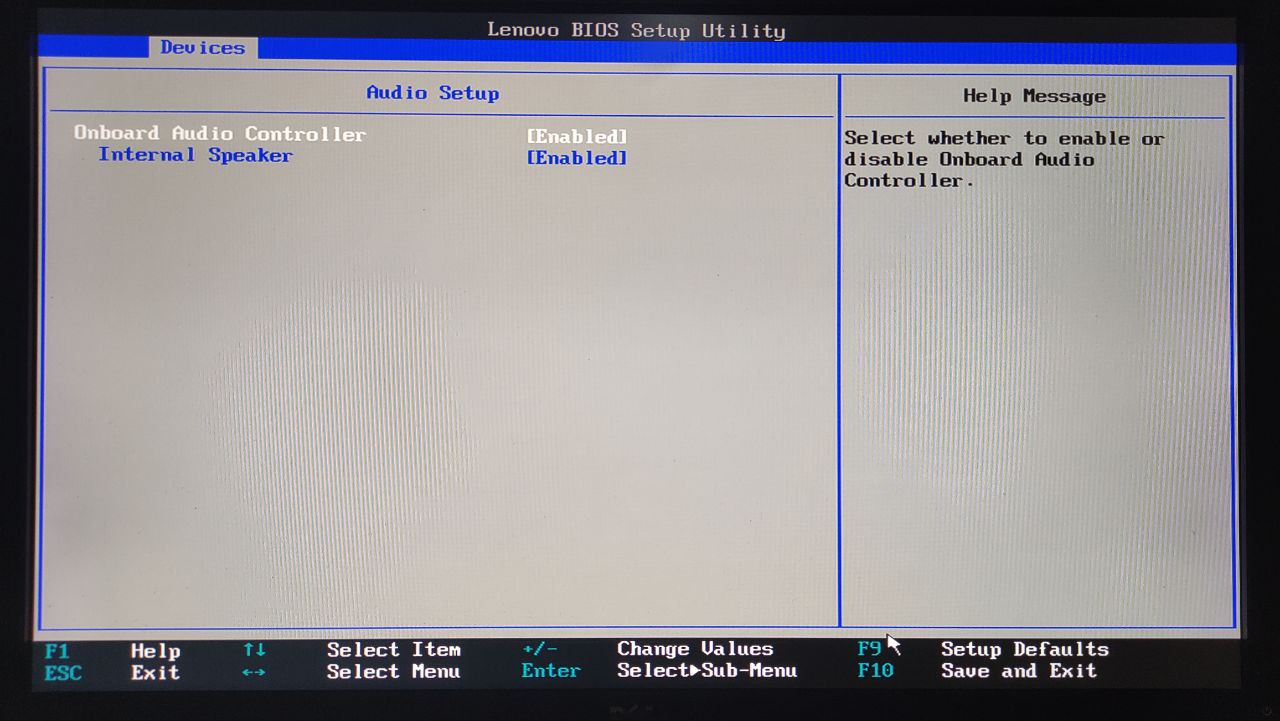 Lenovo BIOS Setup Utility
Devices
Audio Setup
Help Message
Onboard Audio Controller [Enabled]
Internal Speaker [Enabled]
Select whether to enable or
disable Onboard Audio
Controller.
F1 Help ↑↓ Select Item +/- Change Values F9 Setup Defaults
ESC Exit ←→ Select Menu Enter Select▶Sub-Menu F10 Save and Exit